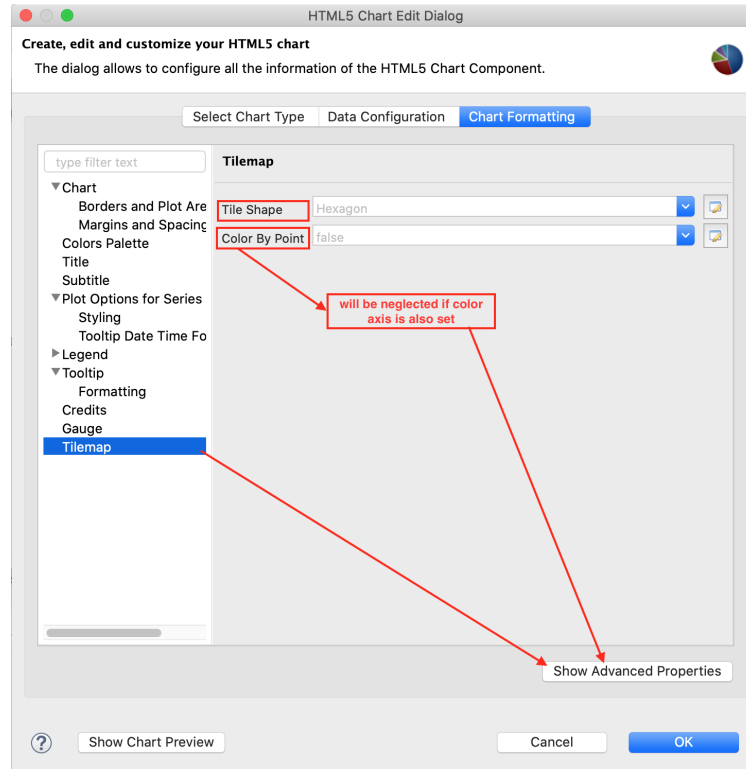 HTML5 Chart Edit Dialog
Create, edit and customize your HTML5 chart
The dialog allows to configure all the information of the HTML5 Chart Component.
Select Chart Type
Data Configuration
Chart Formatting
type filter text
Chart
Borders and Plot Are
Margins and Spacing
Colors Palette
Title
Subtitle
Plot Options for Series
Styling
Tooltip Date Time Fo
Legend
Tooltip
Formatting
Credits
Gauge
Tilemap
Tilemap
Tile Shape
Hexagon
Color By Point
false
will be neglected if color
axis is also set
Show Advanced Properties
?
Show Chart Preview
Cancel
OK